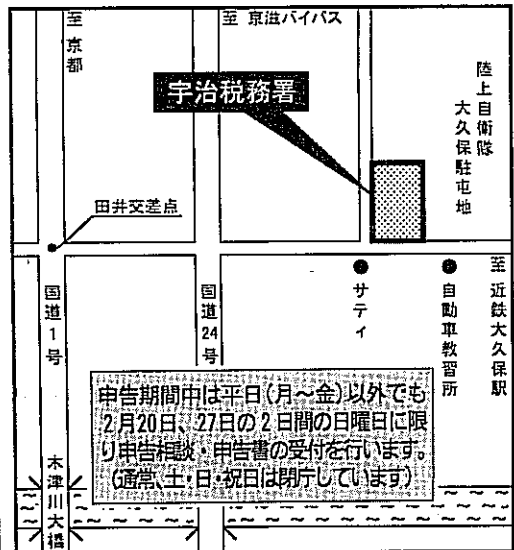 至 京都
至 京滋バイパス
宇治税務署
陸上自衛隊
大久保駐屯地
田井交差点
国道1号
国道24号
サティ
自動車教習所
至 近鉄大久保駅
申告期間中は平日(月～金)以外でも
2月20日、27日の2日間の日曜日に限
り申告相談・申告書の受付を行います。
(通常、土・日・祝日は閉庁しています)
木津川大橋